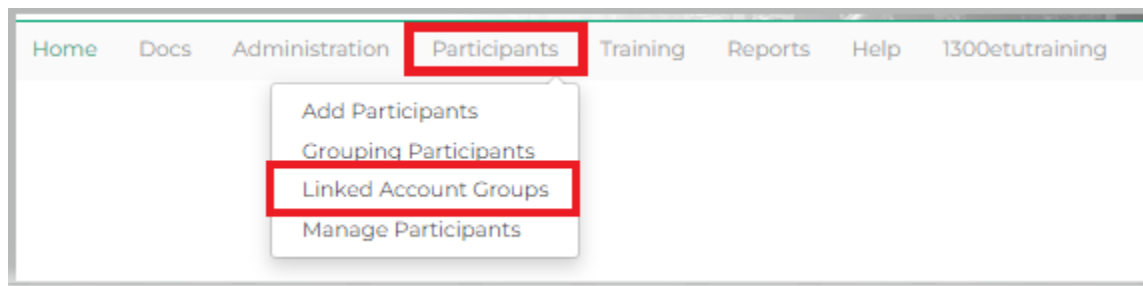 Home Docs Administration Participants Training Reports Help 1300etutraining
Add Participants
Grouping Participants
Linked Account Groups
Manage Participants